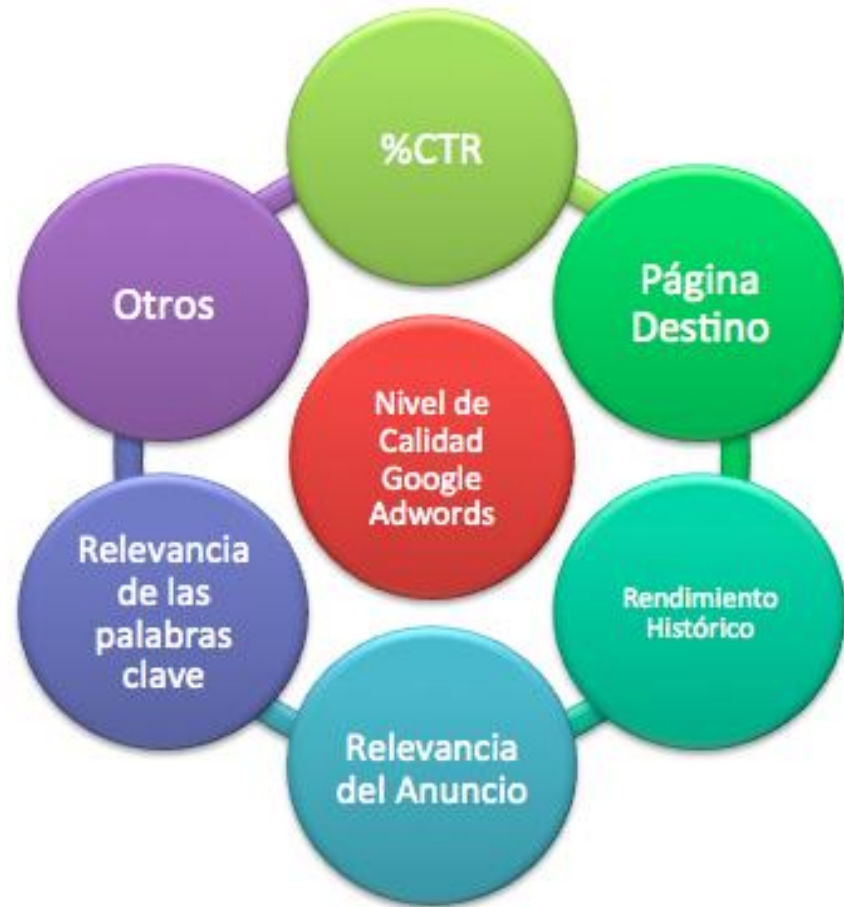 %CTR
Página
Destino
Rendimiento
Histórico
Relevancia
del Anuncio
Relevancia
de las
palabras
clave
Otros
Nivel de
Calidad
Google
Adwords